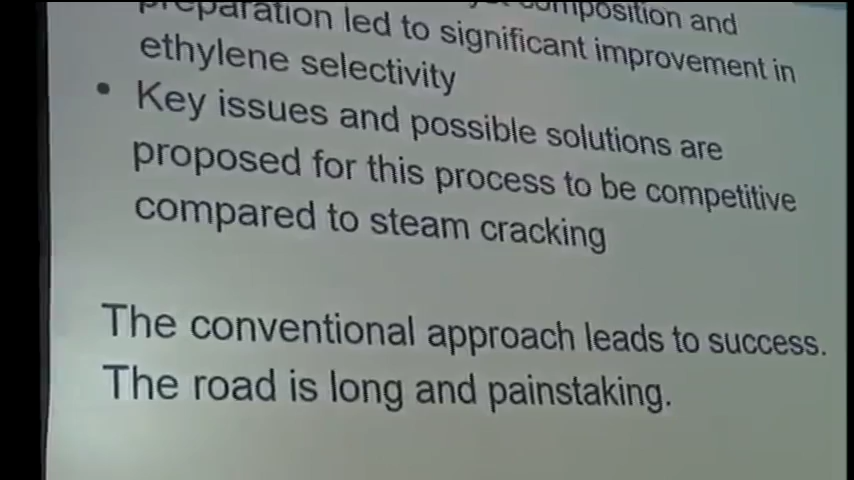 preparation led to significant improvement in
ethylene selectivity
• Key issues and possible solutions are
proposed for this process to be competitive
compared to steam cracking
The conventional approach leads to success.
The road is long and painstaking.